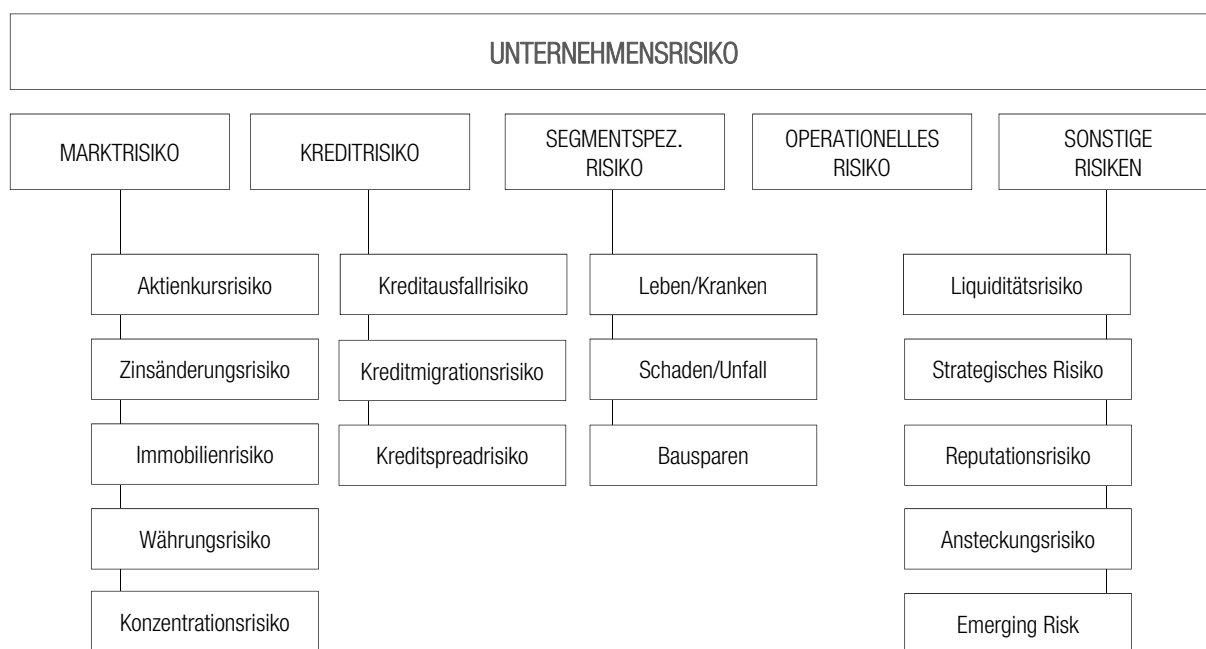 UNTERNEHMENSRISIKO
MARKTRISIKO
KREDITRISIKO
SEGMENTSPEZ.
RISIKO
OPERATIONELLES
RISIKO
SONSTIGE
RISIKEN
Aktienkursrisiko
Kreditausfallrisiko
Leben/Kranken
Liquiditätsrisiko
Zinsänderungsrisiko
Kreditmigrationsrisiko
Schaden/Unfall
Strategisches Risiko
Immobilienrisiko
Kreditspreadrisiko
Bausparen
Reputationsrisiko
Währungsrisiko
Ansteckungsrisiko
Konzentrationsrisiko
Emerging Risk